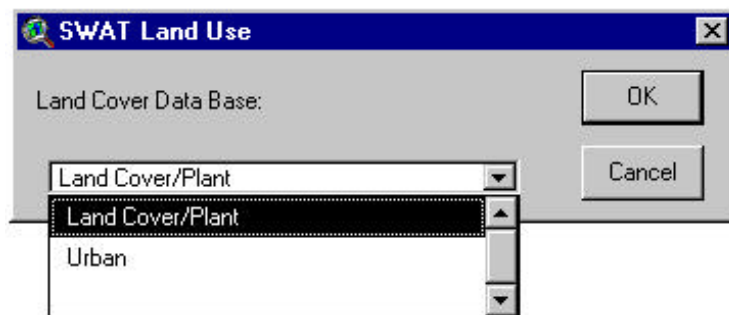 SWAT Land Use
Land Cover Data Base:
OK
Land Cover/Plant
Cancel
Land Cover/Plant
Urban